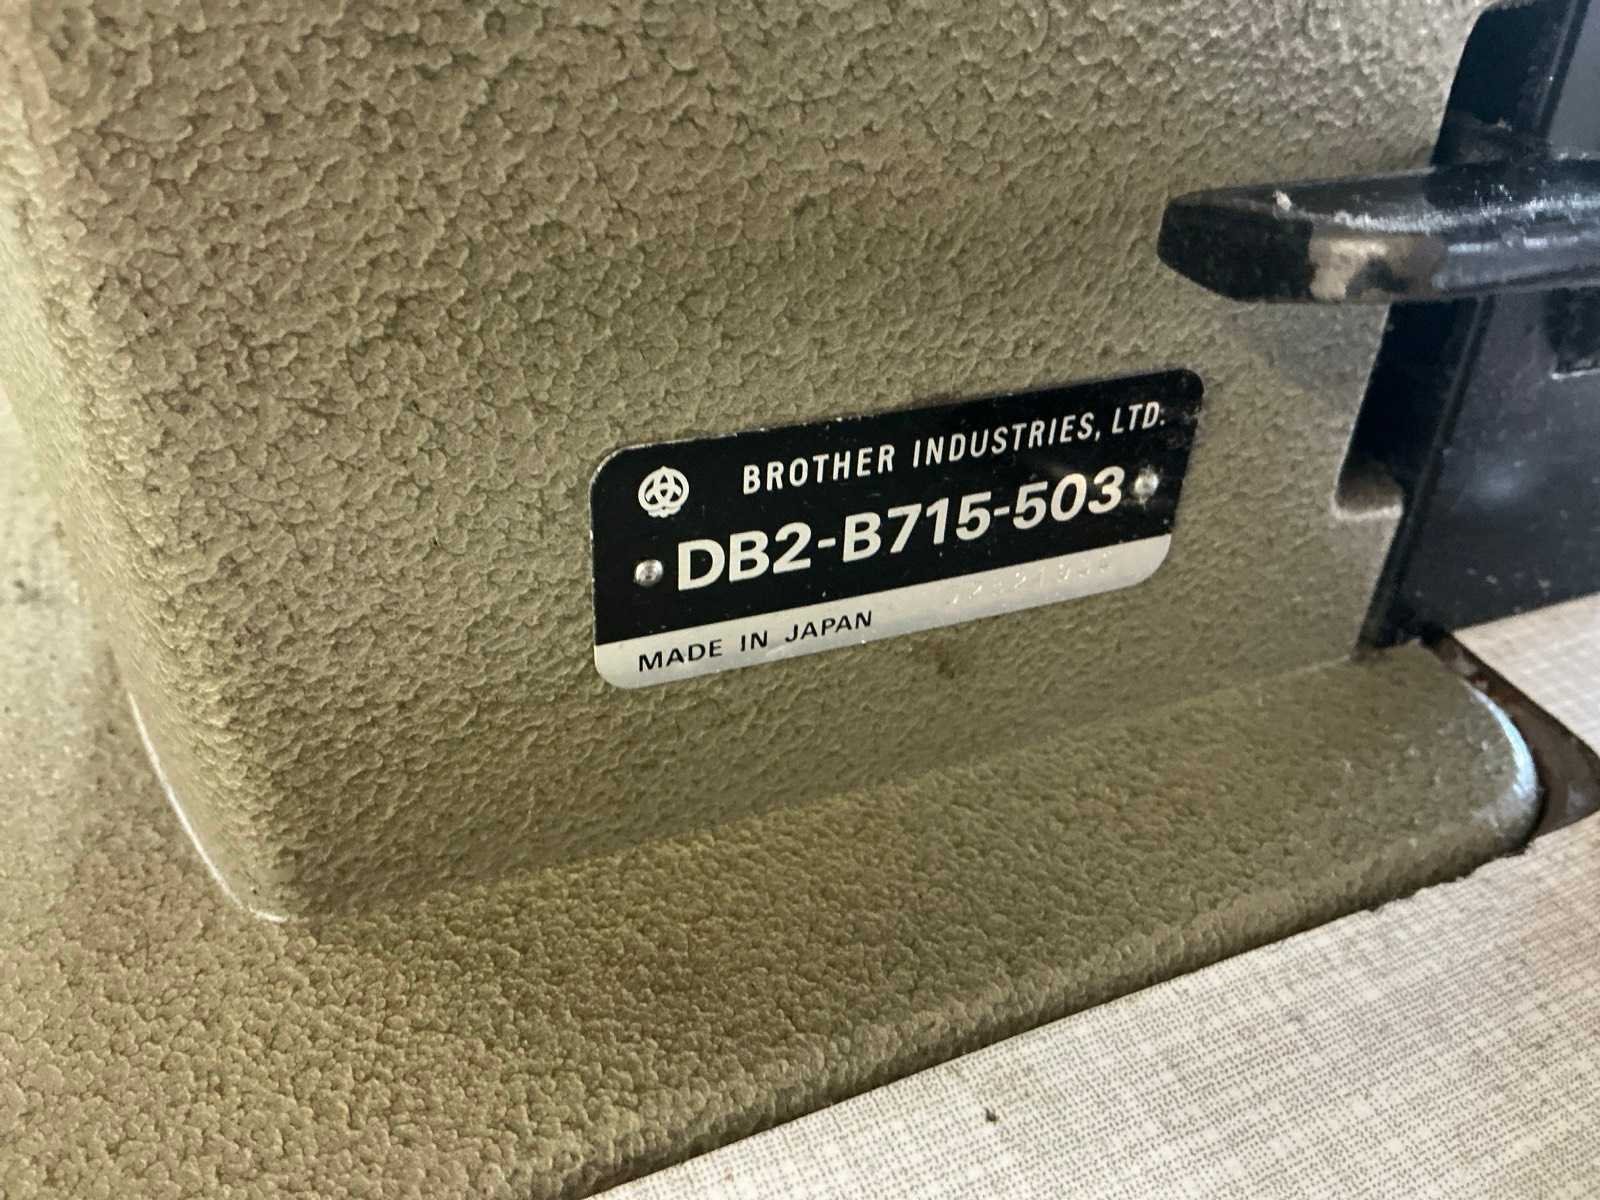 BROTHER INDUSTRIES, LTD.
DB2-B715-503
MADE IN JAPAN